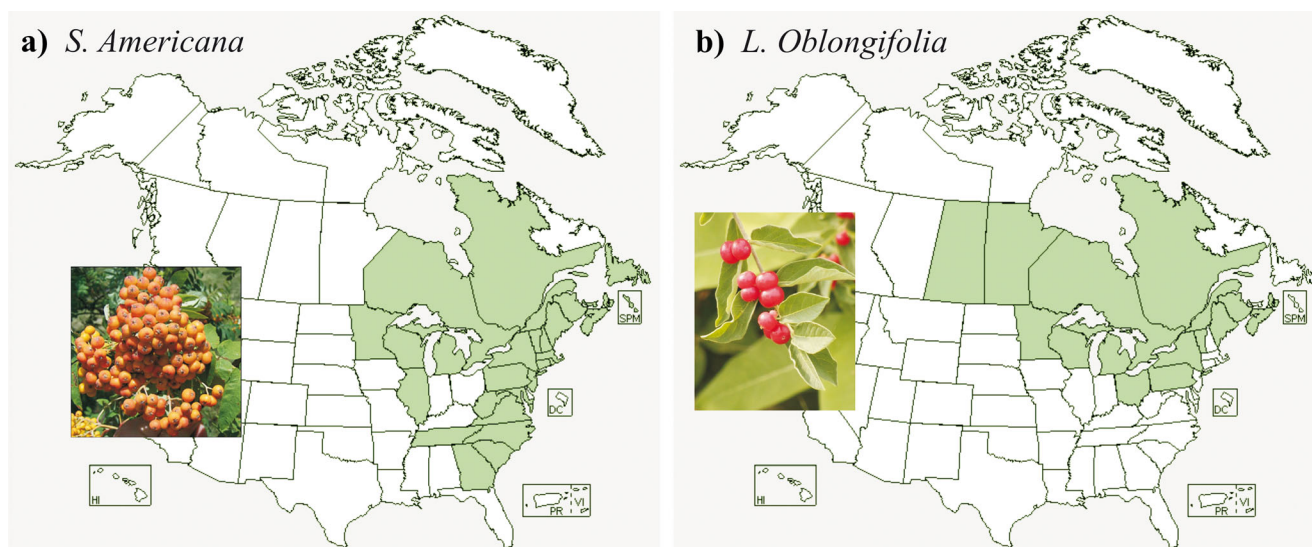 a) S. Americana
SPM
DC
HI
PR
VI
b) L. Oblongifolia
SPM
DC
HI
PR
VI